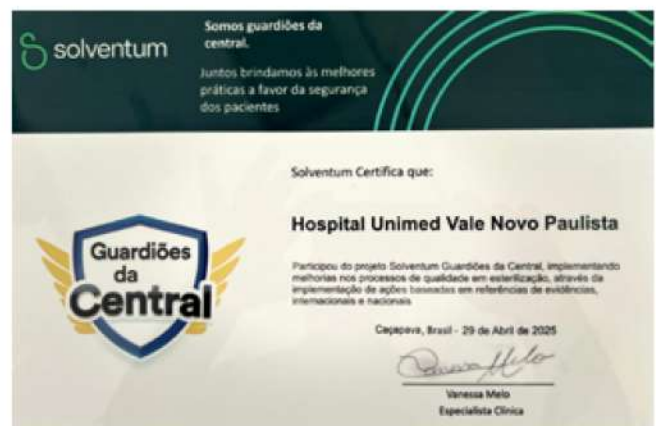 solventum
Somos guardiões da
central.
Juntos brindamos às melhores
práticas a favor da segurança
dos pacientes
Solventum Certifica que:
Hospital Unimed Vale Novo Paulista
Guardiões
da
Central
Participou do projeto Solventum Guardiões da Central, implementando
melhorias nos processos de qualidade em esterilização, através da
implementação de ações baseadas em referências de evidências,
internacionais e nacionais
Caçapava, Brasil - 29 de Abril de 2025
Vanessa Melo
Vanessa Melo
Especialista Clínica